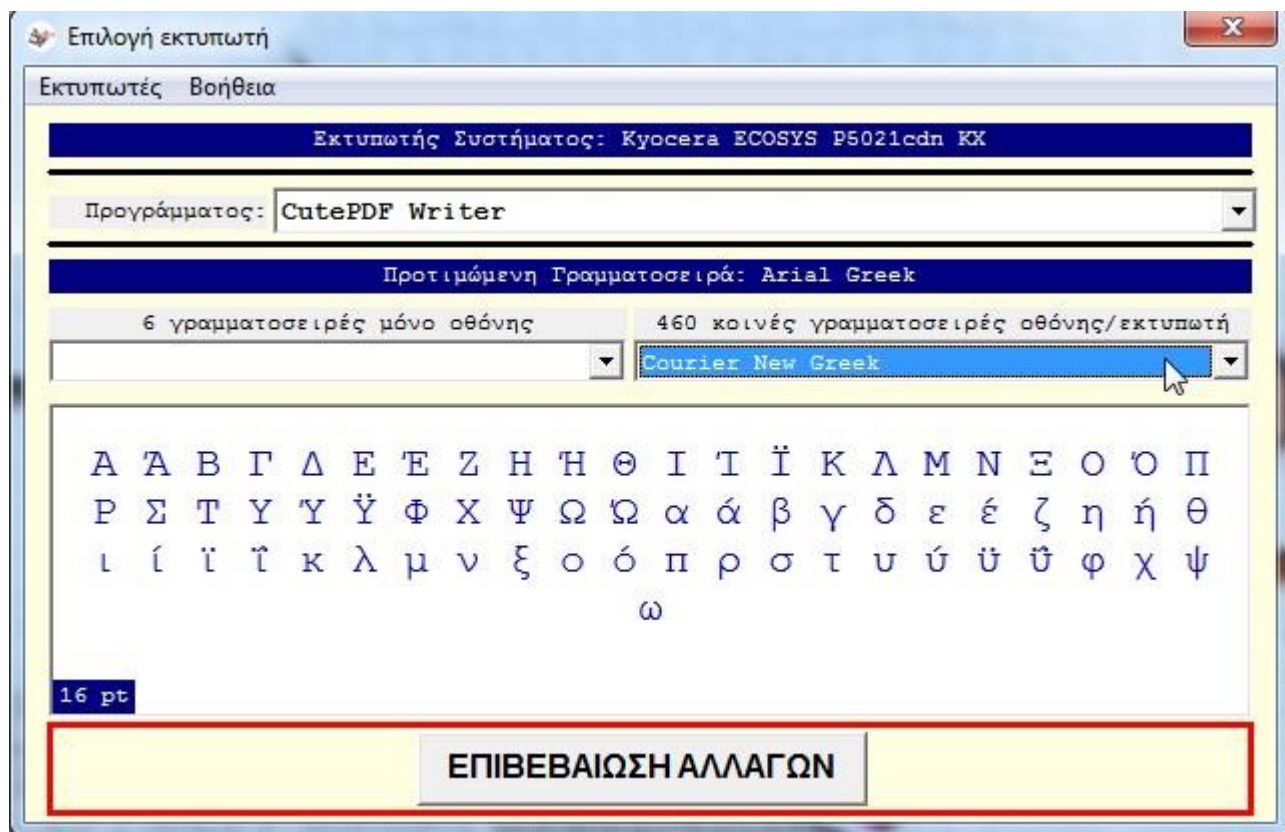 Επιλογή εκτυπωτή
Εκτυπωτές Βοήθεια
Εκτυπωτής Συστήματος: Kyocera ECOSYS P5021cdn KX
Προγράμματος: CutePDF Writer
Προτιμώμενη Γραμματοσειρά: Arial Greek
6 γραμματοσειρές μόνο οθόνης 460 κοινές γραμματοσειρές οθόνης/εκτυπωτή
Courier New Greek
Α Ά Β Γ Δ Ε Έ Ζ Η Ή Θ Ι Ί Ϊ Κ Λ Μ Ν Ξ Ο Ό Π
Ρ Σ Τ Υ Ύ Ϋ Φ Χ Ψ Ω Ώ α ά β γ δ ε έ ζ η ή θ
ι ί ϊ ΐ κ λ μ ν ξ ο ό π ρ σ τ υ ύ ϋ ΰ φ χ ψ
ω
16 pt
ΕΠΙΒΕΒΑΙΩΣΗ ΑΛΛΑΓΩΝ